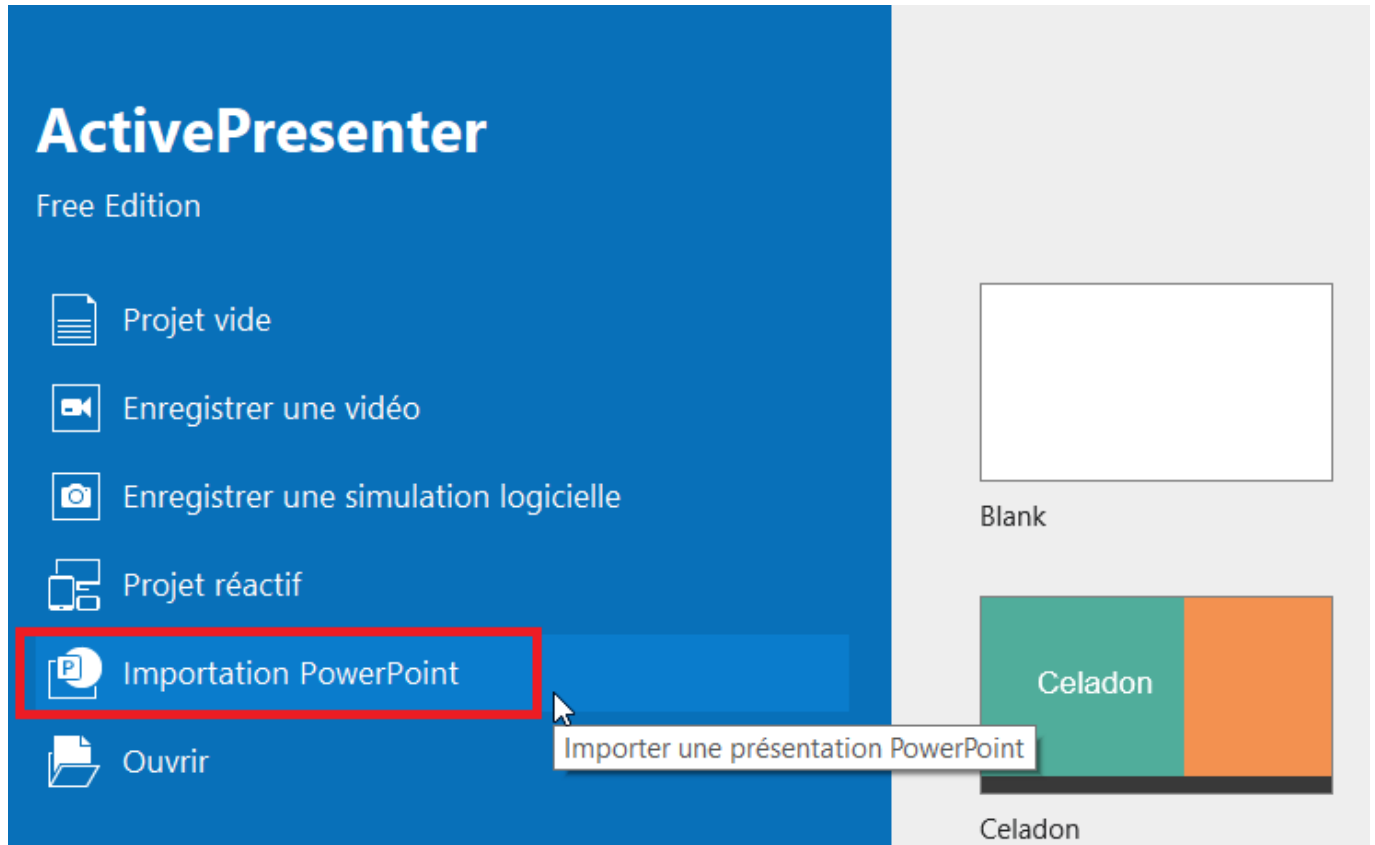 ActivePresenter
Free Edition
Projet vide
Enregistrer une vidéo
Enregistrer une simulation logicielle
Projet réactif
Importation PowerPoint
Importer une présentation PowerPoint
Ouvrir
Blank
Celadon
Celadon